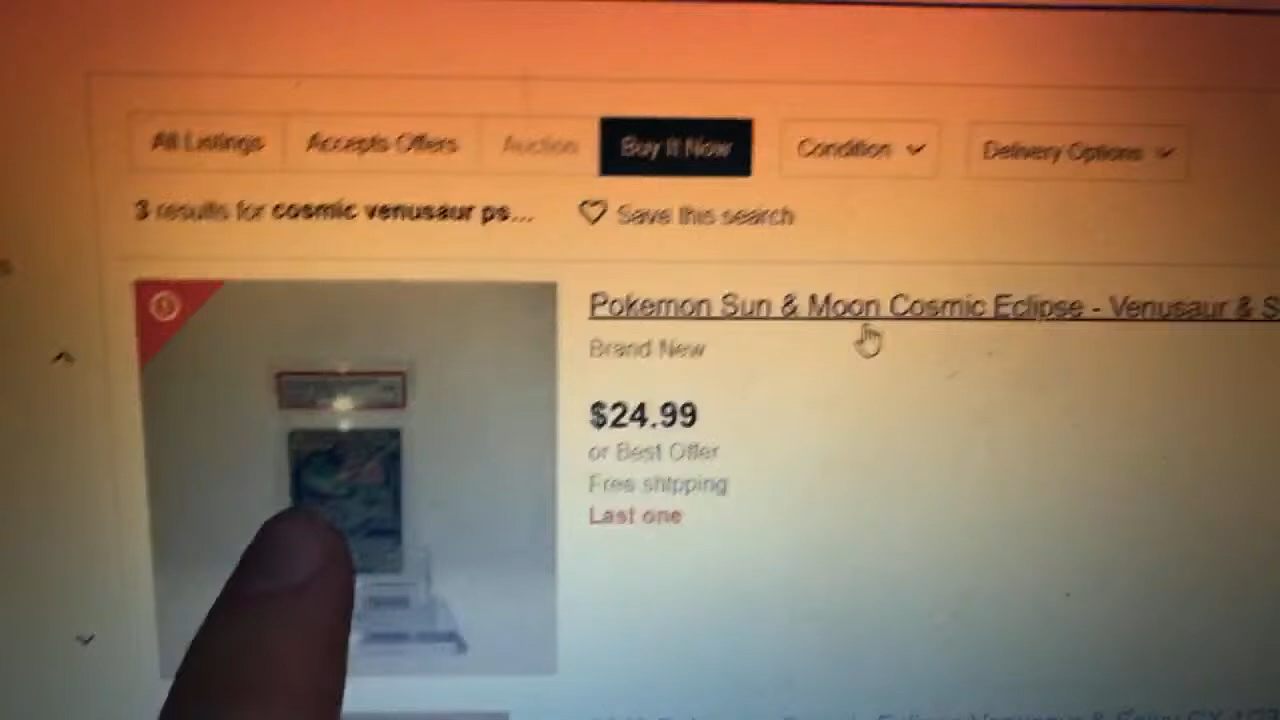 All Listings Accepts Offers Auction Buy It Now Condition Delivery Options
3 results for cosmic venusaur ps... Save this search
Pokemon Sun & Moon Cosmic Eclipse - Venusaur & S
Brand New
$24.99
or Best Offer
Free shipping
Last one